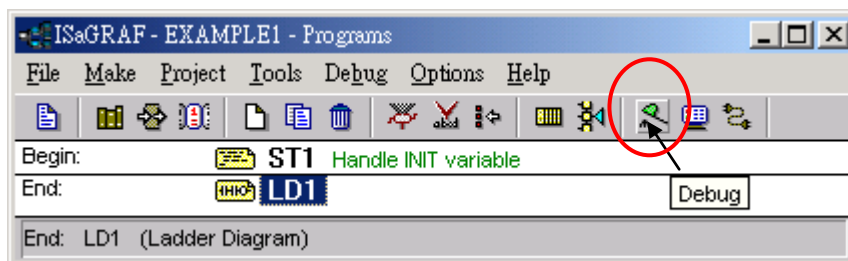 ISaGRAF - EXAMPLE1 - Programs
File Make Project Tools Debug Options Help
Begin: ST1 Handle INIT variable
End: LD1
Debug
End: LD1 (Ladder Diagram)